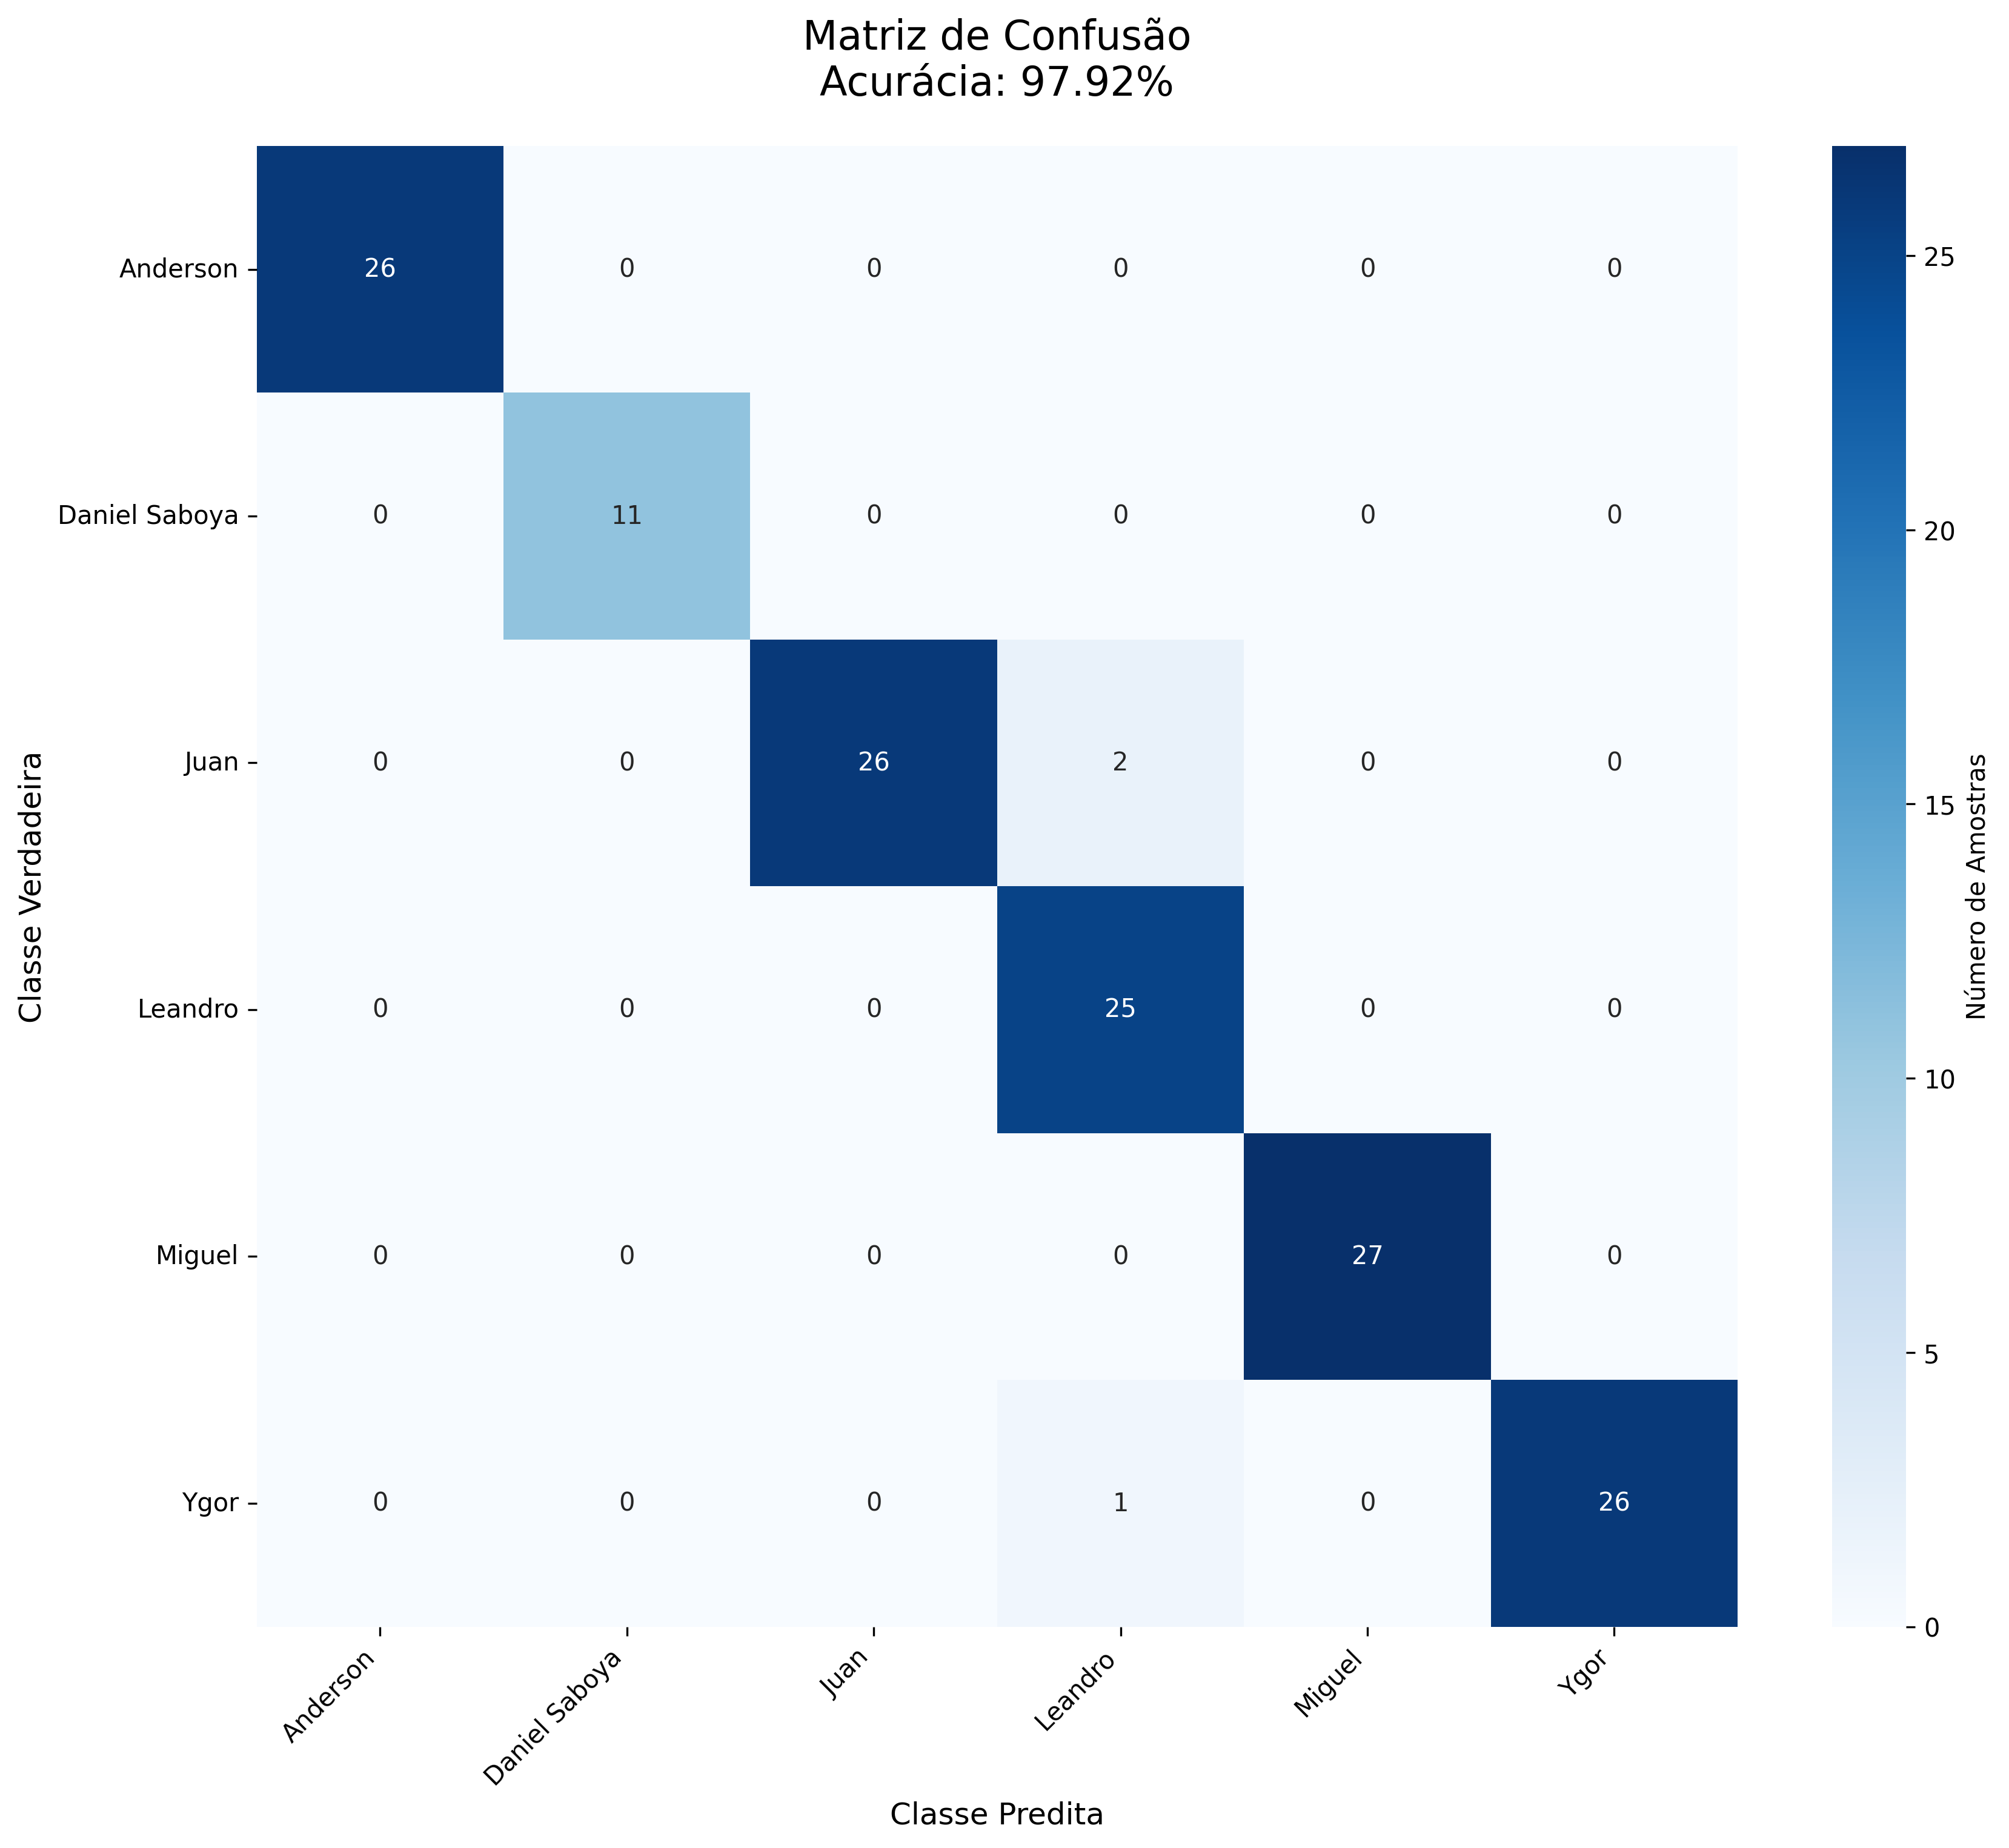 Matriz de Confusão
Acurácia: 97.92%
Anderson 26 0 0 0 0 0
Daniel Saboya 0 11 0 0 0 0
Juan 0 0 26 2 0 0
Leandro 0 0 0 25 0 0
Miguel 0 0 0 0 27 0
Ygor 0 0 0 1 0 26
Classe Verdadeira
Anderson Daniel Saboya Juan Leandro Miguel Ygor
Classe Predita
25
20
15
10
5
0
Número de Amostras